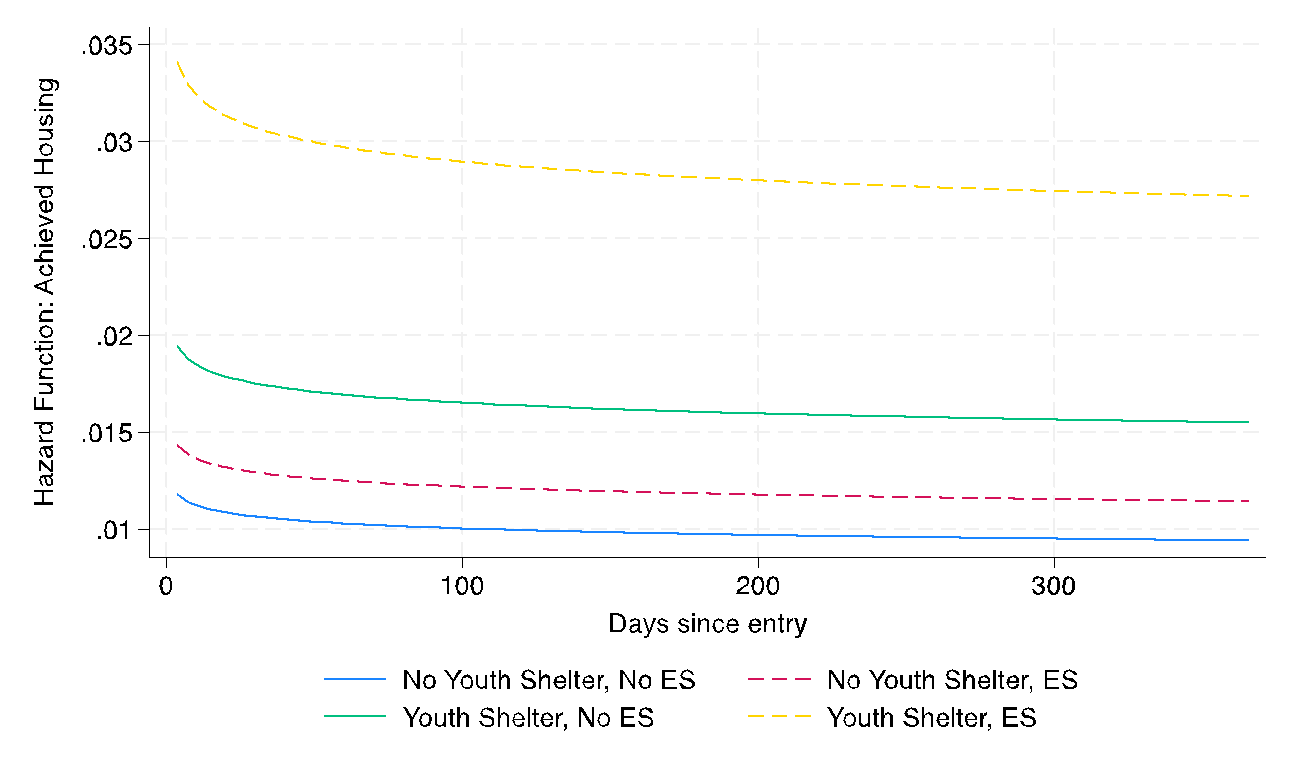 .035
.03
.025
.02
.015
.01
Hazard Function: Achieved Housing
0 100 200 300
Days since entry
No Youth Shelter, No ES
No Youth Shelter, ES
Youth Shelter, No ES
Youth Shelter, ES